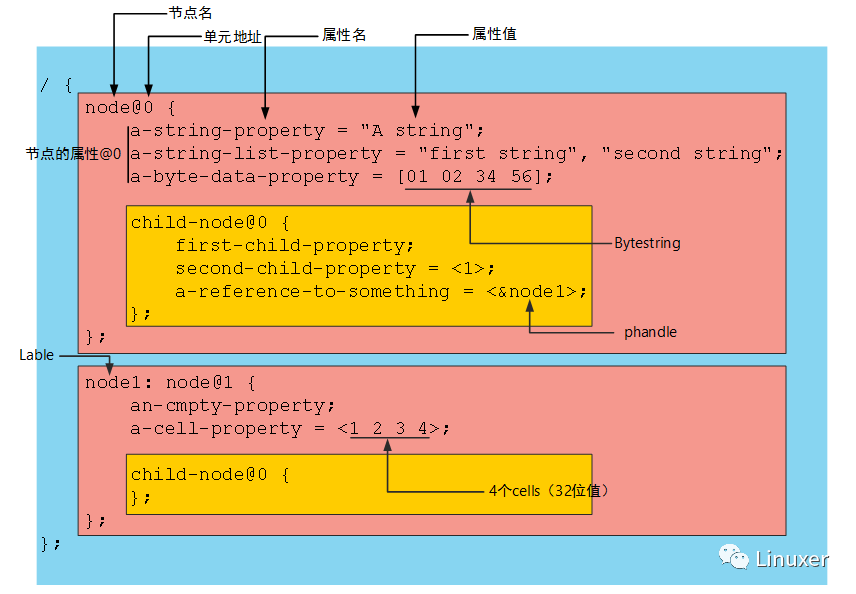 节点名
单元地址
属性名
属性值
/ {
node@0 {
a-string-property = "A string";
节点的属性@0
a-string-list-property = "first string", "second string";
a-byte-data-property = [01 02 34 56];
child-node@0 {
first-child-property;
Bytestring
second-child-property = <1>;
a-reference-to-something = <&node1>;
};
phandle
};
Lable
node1: node@1 {
an-cmpty-property;
a-cell-property = <1 2 3 4>;
child-node@0 {
4个cells（32位值）
};
};
};
Linuxer